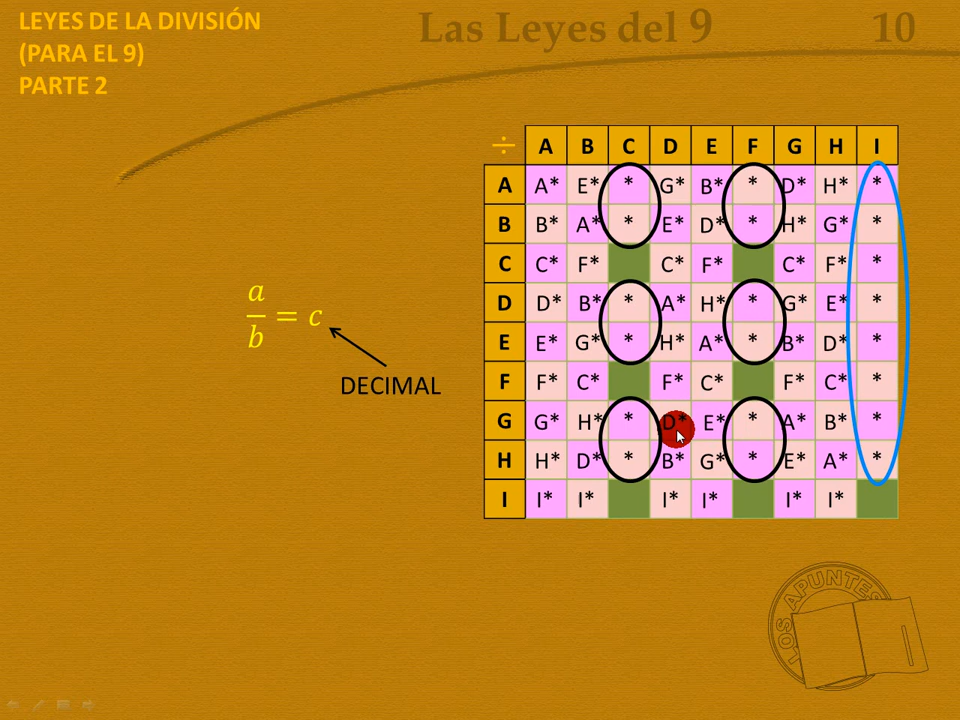 LEYES DE LA DIVISIÓN
(PARA EL 9)
PARTE 2
Las Leyes del 9
10
a
b
= c
DECIMAL
÷ A B C D E F G H I
A A* E* * G* B* * D* H* *
B B* A* * E* D* * H* G* *
C C* F* C* F* C* F* *
D D* B* * A* H* * G* E* *
E E* G* * H* A* * B* D* *
F F* C* F* C* F* C* *
G G* H* * D* E* * A* B* *
H H* D* * B* G* * E* A* *
I I* I* I* I* I* I*
LOS APUNTES